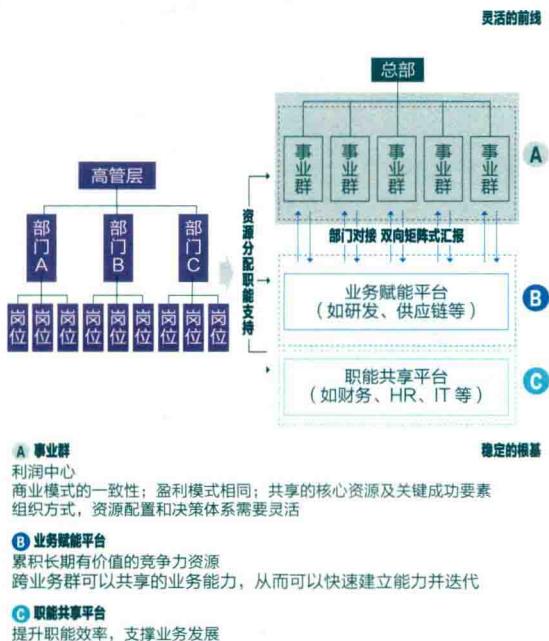 灵活的前线
总部
事业群 事业群 事业群 事业群 事业群
A
高管层
部门A 部门B 部门C
岗位 岗位 岗位 岗位 岗位 岗位 岗位 岗位 岗位
资源分配职能支持
部门对接 双向矩阵式汇报
业务赋能平台
（如研发、供应链等）
B
职能共享平台
（如财务、HR、IT 等）
C
稳定的根基
A 事业群
利润中心
商业模式的一致性；盈利模式相同；共享的核心资源及关键成功要素
组织方式，资源配置和决策体系需要灵活
B 业务赋能平台
累积长期有价值的竞争力资源
跨业务群可以共享的业务能力，从而可以快速建立能力并迭代
C 职能共享平台
提升职能效率，支撑业务发展